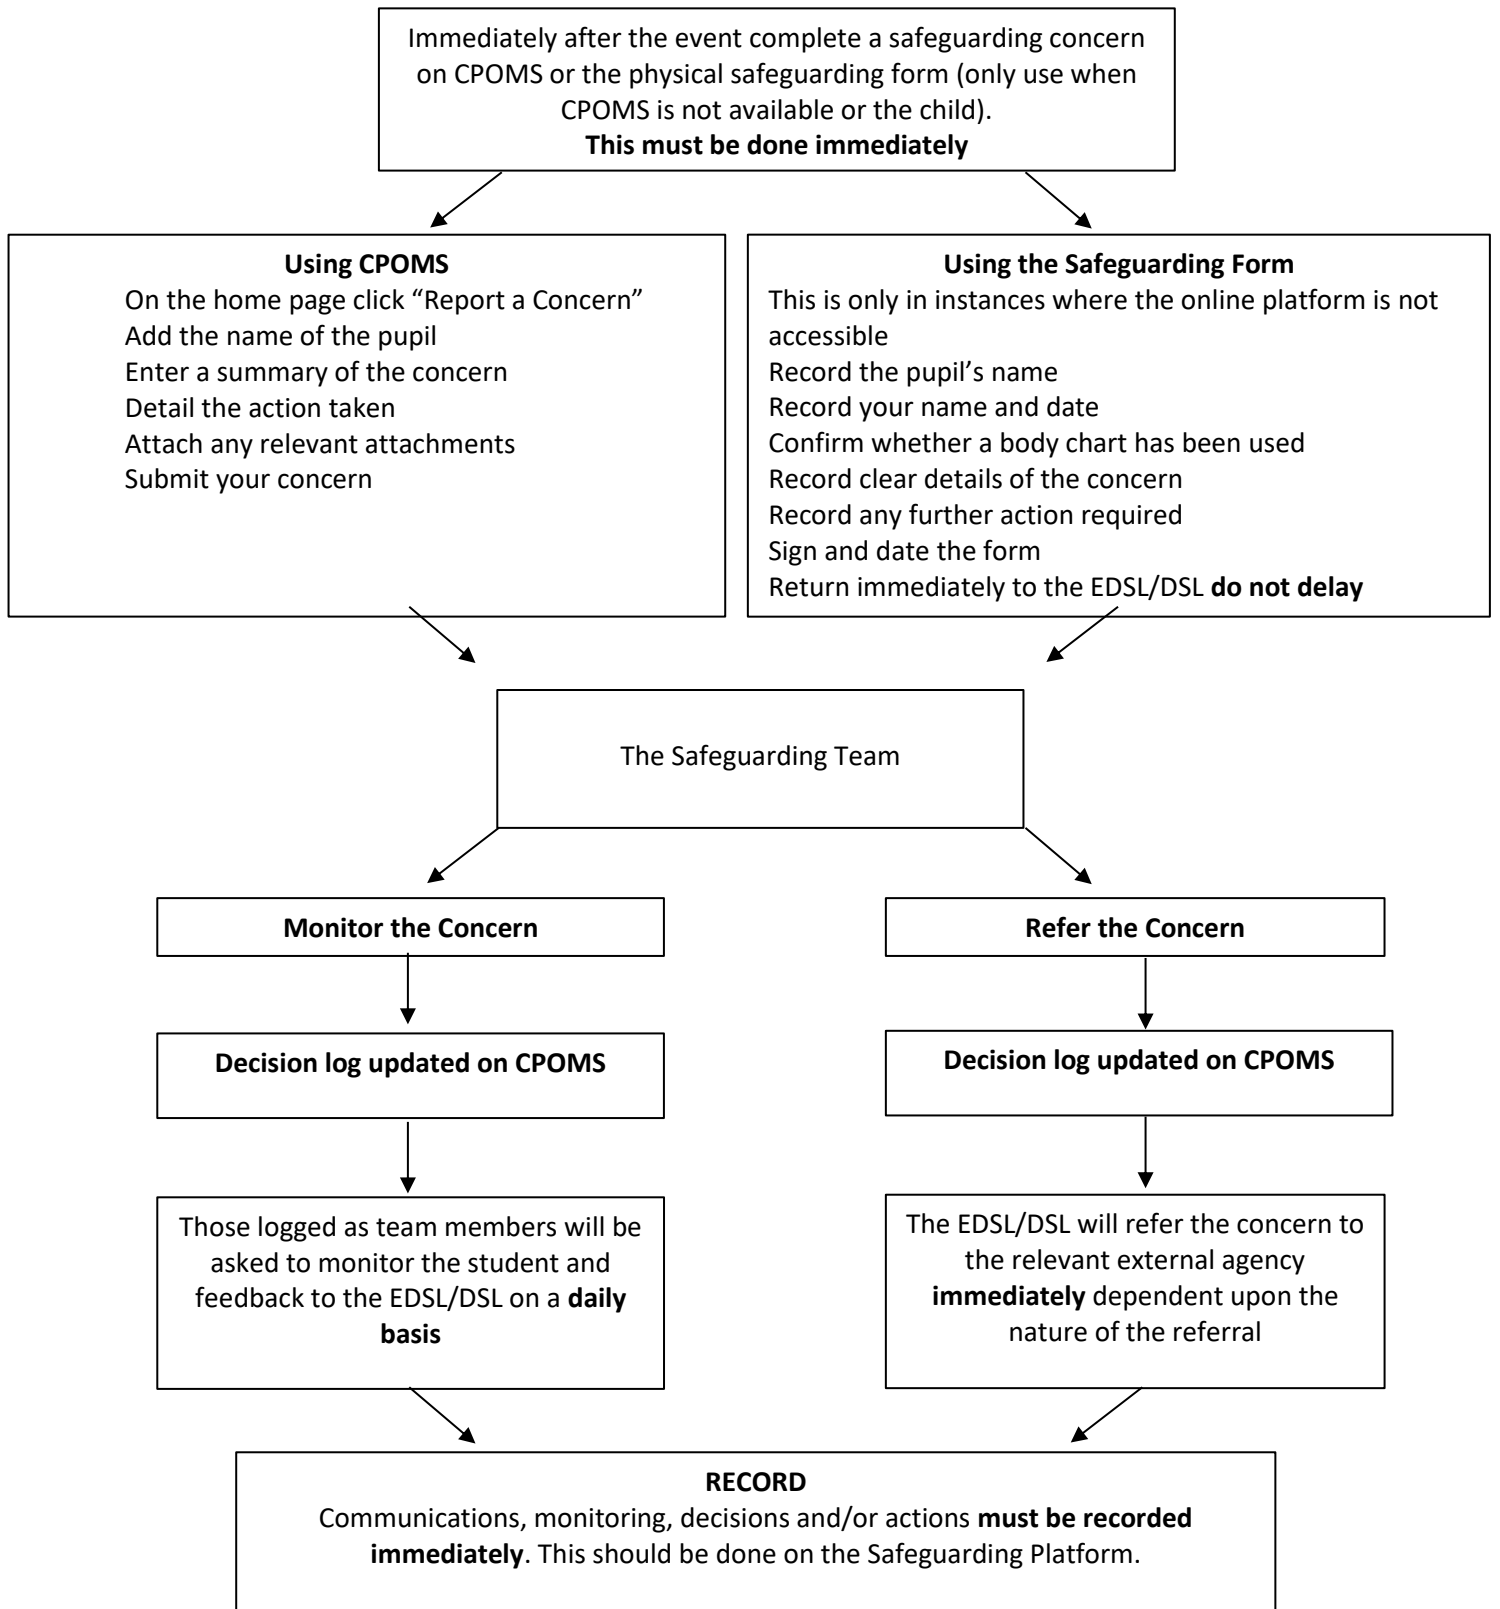 Immediately after the event complete a safeguarding concern
on CPOMS or the physical safeguarding form (only use when
CPOMS is not available or the child).
This must be done immediately
Using CPOMS
On the home page click “Report a Concern”
Add the name of the pupil
Enter a summary of the concern
Detail the action taken
Attach any relevant attachments
Submit your concern
Using the Safeguarding Form
This is only in instances where the online platform is not
accessible
Record the pupil’s name
Record your name and date
Confirm whether a body chart has been used
Record clear details of the concern
Record any further action required
Sign and date the form
Return immediately to the EDSL/DSL do not delay
The Safeguarding Team
Monitor the Concern
Decision log updated on CPOMS
Those logged as team members will be
asked to monitor the student and
feedback to the EDSL/DSL on a daily
basis
Refer the Concern
Decision log updated on CPOMS
The EDSL/DSL will refer the concern to
the relevant external agency
immediately dependent upon the
nature of the referral
RECORD
Communications, monitoring, decisions and/or actions must be recorded
immediately. This should be done on the Safeguarding Platform.